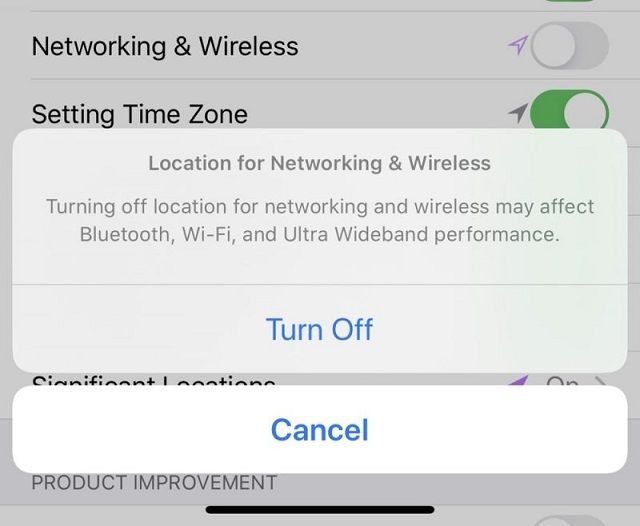 Networking & Wireless
Setting Time Zone
Location for Networking & Wireless
Turning off location for networking and wireless may affect
Bluetooth, Wi-Fi, and Ultra Wideband performance.
Turn Off
Significant Locations
On
Cancel
PRODUCT IMPROVEMENT